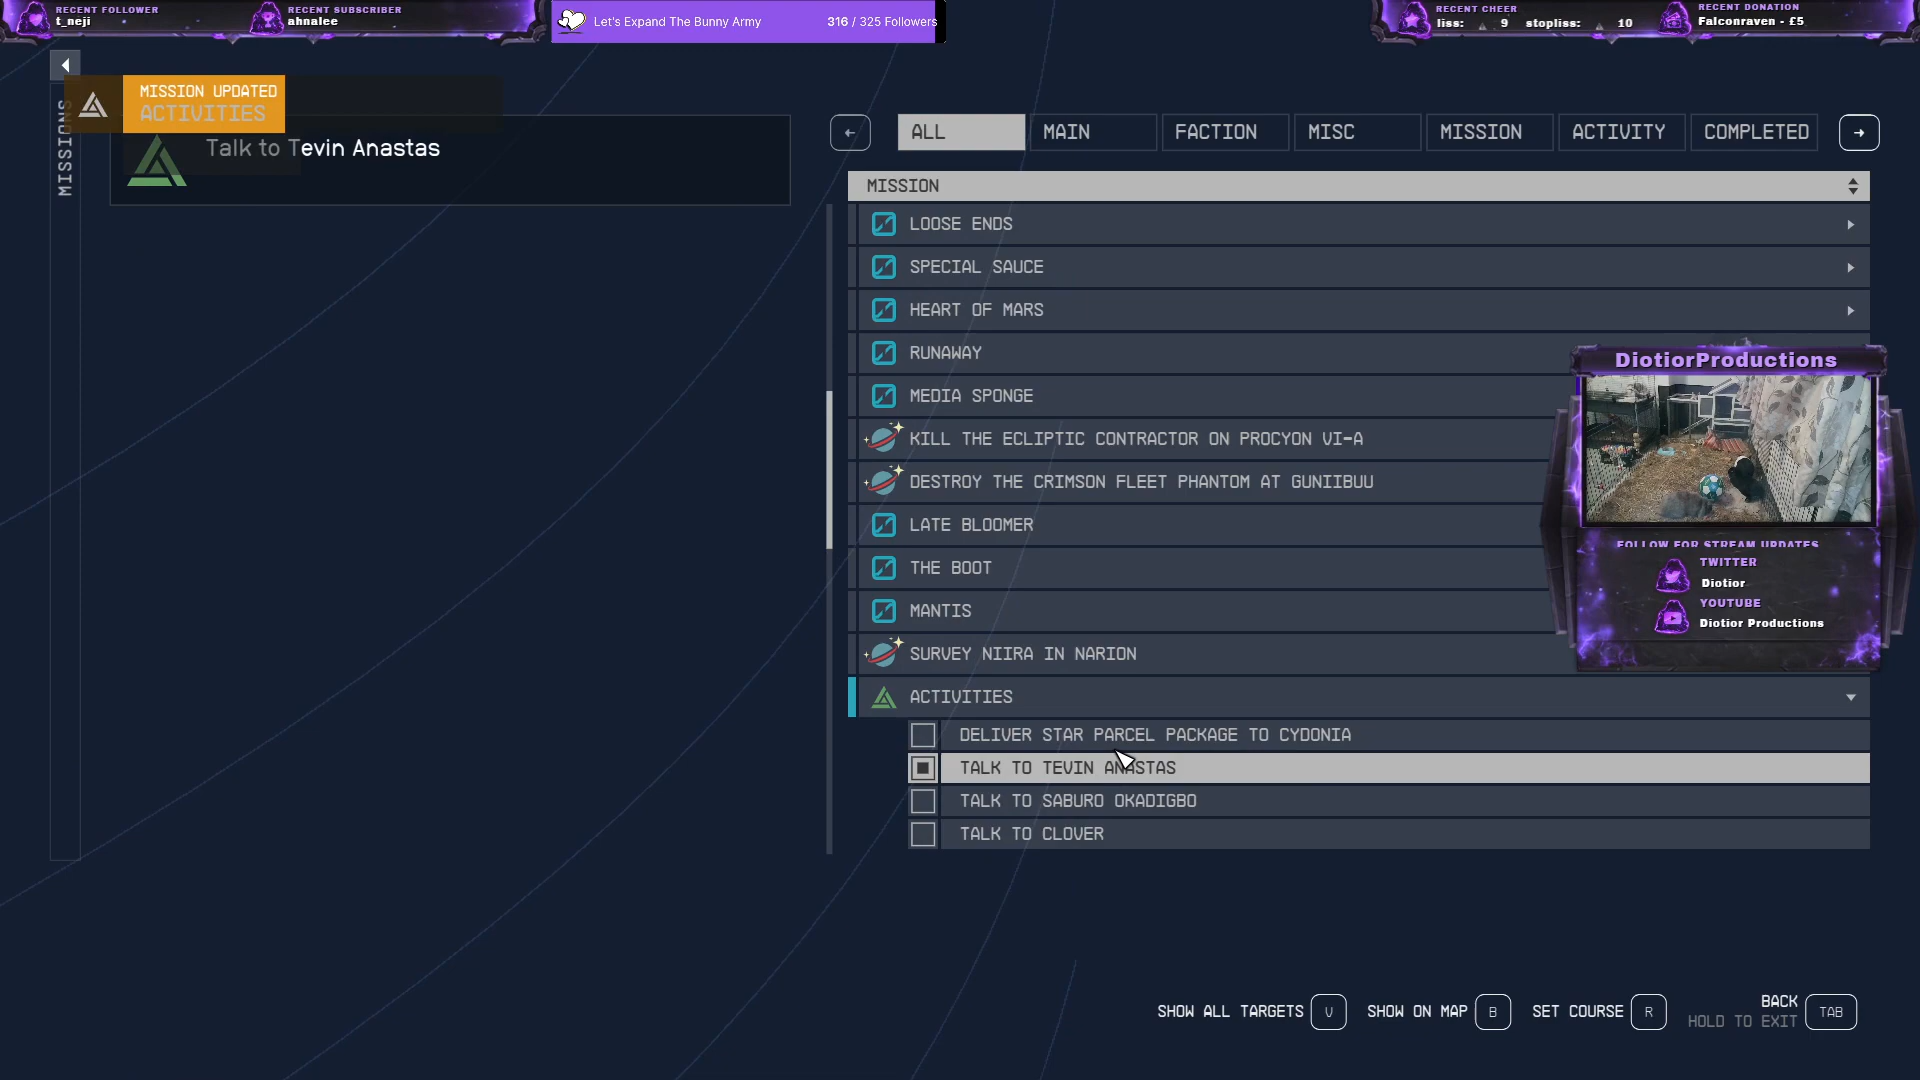 RECENT FOLLOWER
t_neji
RECENT SUBSCRIBER
ahnalee
Let's Expand The Bunny Army
316 / 325 Followers
RECENT CHEER
liss: 9 stopliss: 10
RECENT DONATION
Falconraven - £5
MISSIONS
MISSION UPDATED
ACTIVITIES
Talk to Tevin Anastas
ALL
MAIN
FACTION
MISC
MISSION
ACTIVITY
COMPLETED
MISSION
LOOSE ENDS
SPECIAL SAUCE
HEART OF MARS
RUNAWAY
MEDIA SPONGE
KILL THE ECLIPTIC CONTRACTOR ON PROCYON VI-A
DESTROY THE CRIMSON FLEET PHANTOM AT GUNIIBUU
LATE BLOOMER
THE BOOT
MANTIS
SURVEY NIIRA IN NARION
ACTIVITIES
DELIVER STAR PARCEL PACKAGE TO CYDONIA
TALK TO TEVIN ANASTAS
TALK TO SABURO OKADIGBO
TALK TO CLOVER
DiotiorProductions
FOLLOW FOR STREAM UPDATES
TWITTER
Diotior
YOUTUBE
Diotior Productions
SHOW ALL TARGETS V
SHOW ON MAP B
SET COURSE R
BACK
HOLD TO EXIT
TAB